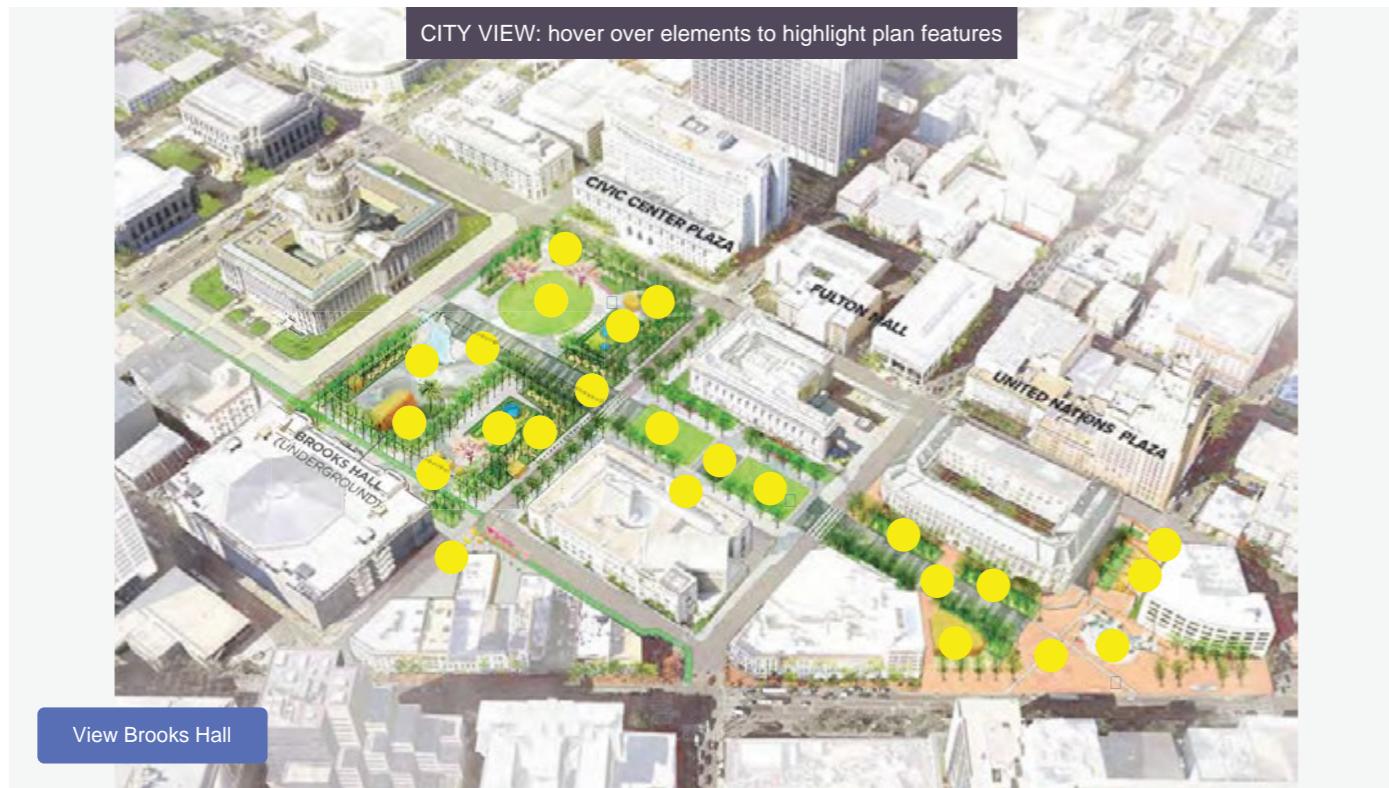 CITY VIEW: hover over elements to highlight plan features
CIVIC CENTER PLAZA
FULTON MALL
UNITED NATIONS PLAZA
BROOKS HALL
(UNDERGROUND)
View Brooks Hall